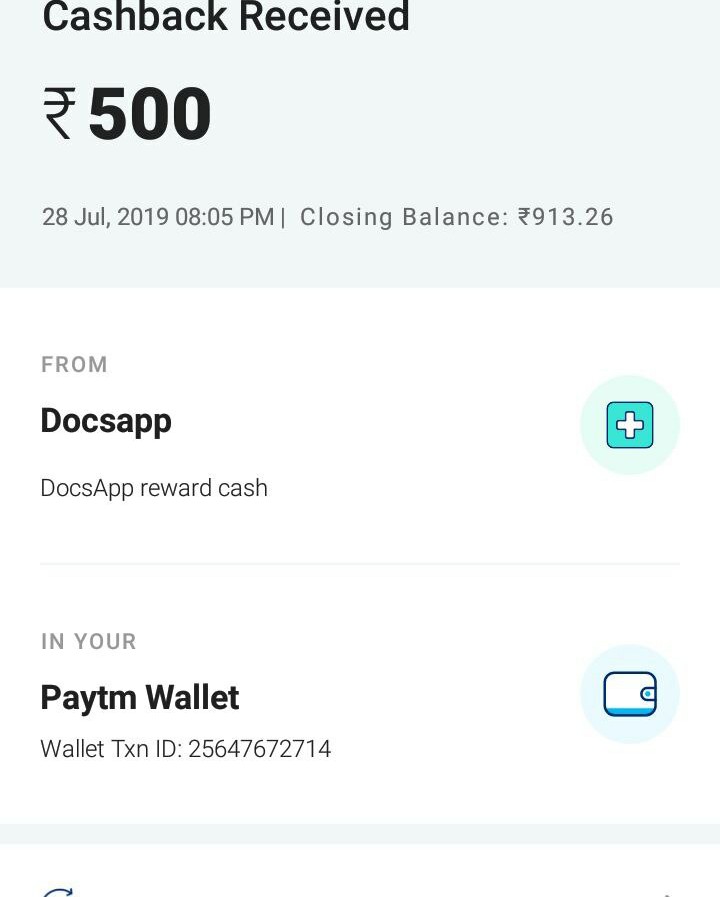 Cashback Received
₹500
28 Jul, 2019 08:05 PM | Closing Balance: ₹913.26
FROM
Docsapp
DocsApp reward cash
IN YOUR
Paytm Wallet
Wallet Txn ID: 25647672714